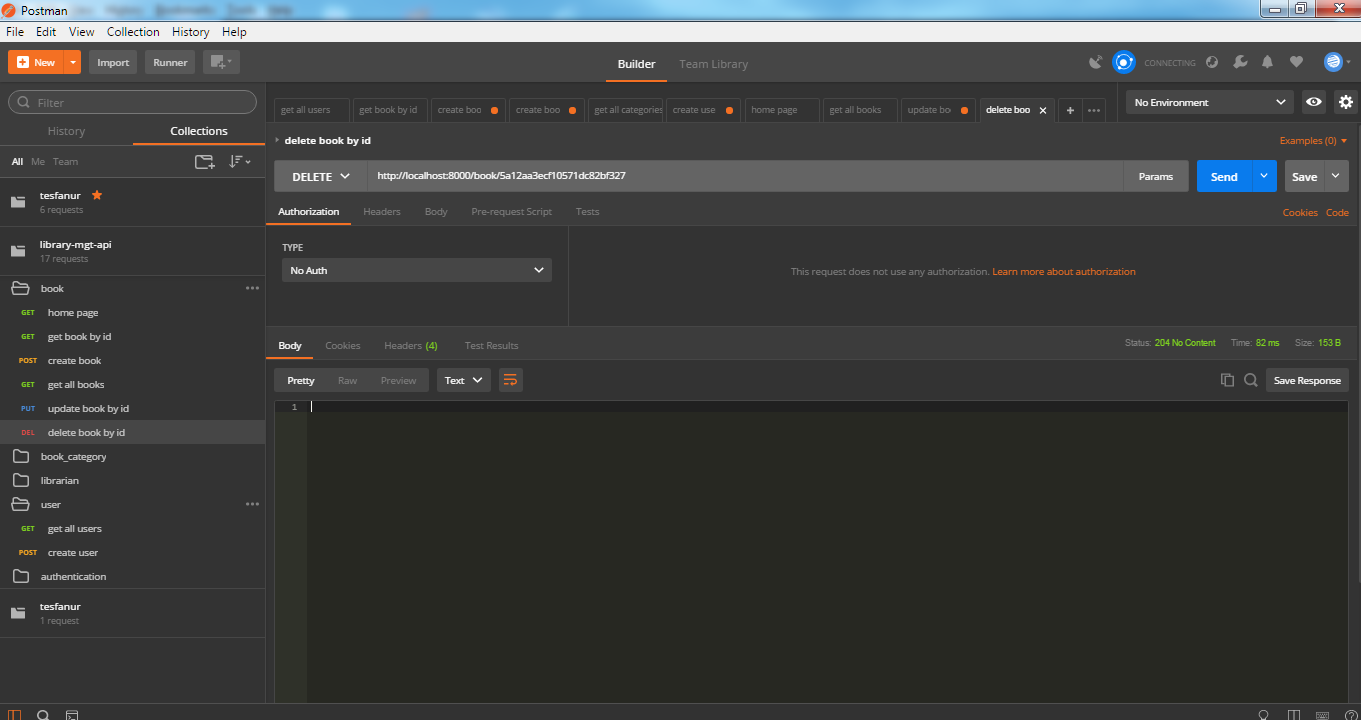 Postman
File Edit View Collection History Help
New Import Runner Builder Team Library CONNECTING
Filter
History Collections
All Me Team
tesfanur
6 requests
library-mgt-api
17 requests
book
GET home page
GET get book by id
POST create book
GET get all books
PUT update book by id
DEL delete book by id
book_category
librarian
user
GET get all users
POST create user
authentication
tesfanur
1 request
get all users get book by id create boo create boo get all categories create use home page get all books update bo delete boo + ••• No Environment
delete book by id Examples (0)
DELETE http://localhost:8000/book/5a12aa3ecf10571dc82bf327 Params Send Save
Authorization Headers Body Pre-request Script Tests Cookies Code
TYPE
No Auth
This request does not use any authorization. Learn more about authorization
Body Cookies Headers (4) Test Results Status: 204 No Content Time: 82 ms Size: 153 B
Pretty Raw Preview Text Save Response
1